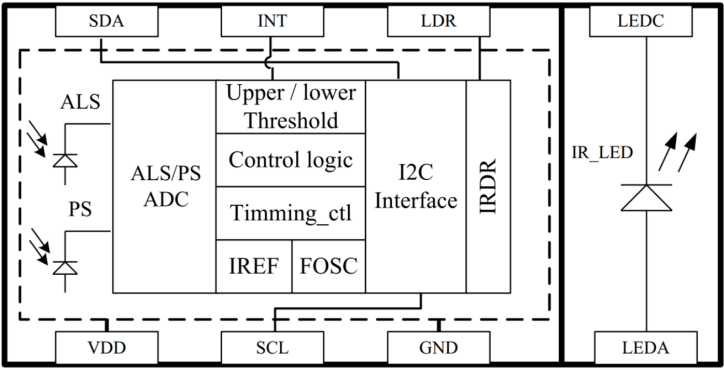 SDA
INT
LDR
LEDC
ALS
PS
ALS/PS
ADC
Upper / lower
Threshold
Control logic
Timming_ctl
IREF
FOSC
I2C
Interface
IRDR
IR_LED
VDD
SCL
GND
LEDA